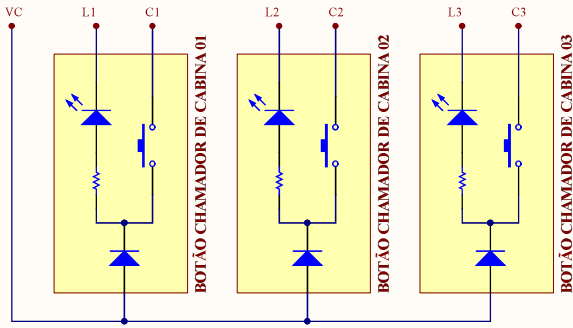 VC
L1
C1
L2
C2
L3
C3
BOTÃO CHAMADOR DE CABINA 01
BOTÃO CHAMADOR DE CABINA 02
BOTÃO CHAMADOR DE CABINA 03